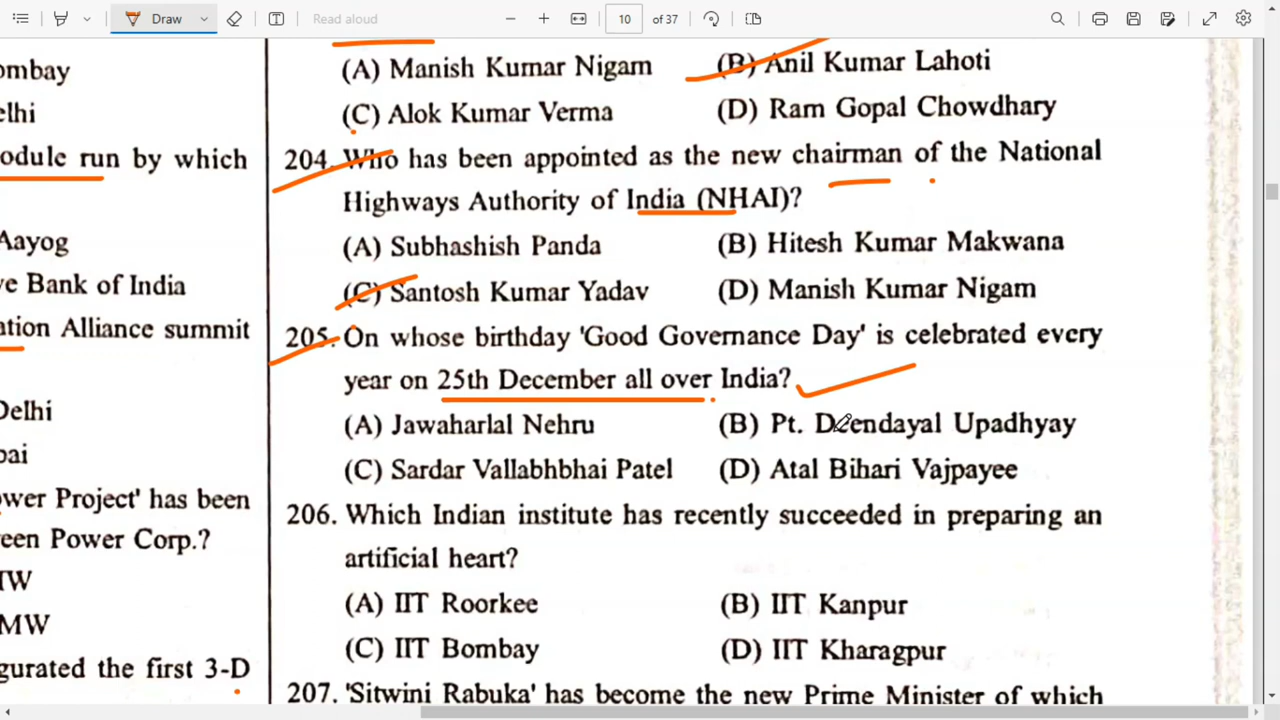 Draw
Read aloud
10 of 37
ombay
elhi
odule run by which
Aayog
ve Bank of India
ation Alliance summit
Delhi
bai
ower Project' has been
een Power Corp.?
TW
MW
gurated the first 3-D
(A) Manish Kumar Nigam (B) Anil Kumar Lahoti
(C) Alok Kumar Verma (D) Ram Gopal Chowdhary
204. Who has been appointed as the new chairman of the National
Highways Authority of India (NHAI)?
(A) Subhashish Panda (B) Hitesh Kumar Makwana
(C) Santosh Kumar Yadav (D) Manish Kumar Nigam
205. On whose birthday 'Good Governance Day' is celebrated every
year on 25th December all over India?
(A) Jawaharlal Nehru (B) Pt. Deendayal Upadhyay
(C) Sardar Vallabhbhai Patel (D) Atal Bihari Vajpayee
206. Which Indian institute has recently succeeded in preparing an
artificial heart?
(A) IIT Roorkee (B) IIT Kanpur
(C) IIT Bombay (D) IIT Kharagpur
207. 'Sitwini Rabuka' has become the new Prime Minister of which